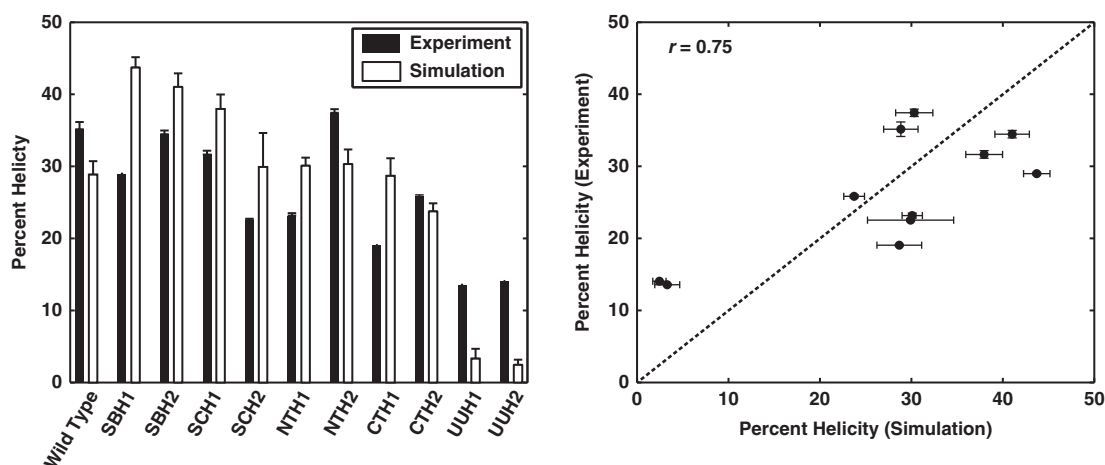 50
40
30
20
10
0
Percent Helicty
Experiment
Simulation
Wild Type
SBH1
SBH2
SCH1
SCH2
NTH1
NTH2
CTH1
CTH2
UUH1
UUH2
50
40
30
20
10
0
Percent Helicity (Experiment)
r = 0.75
0
10
20
30
40
50
Percent Helicity (Simulation)